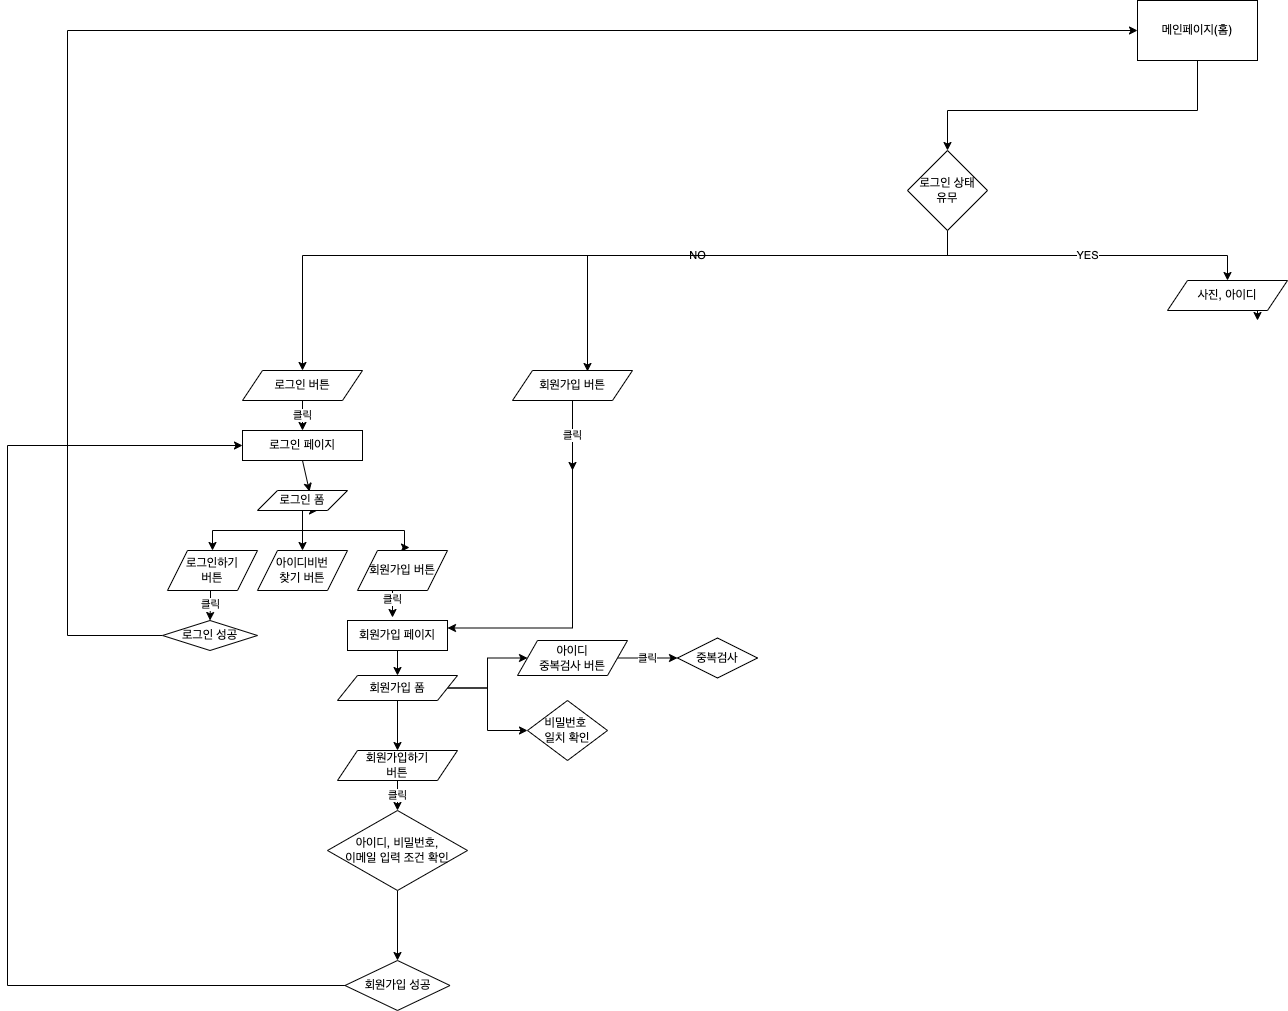 메인페이지(홈)
로그인 상태
유무
NO
YES
사진, 아이디
로그인 버튼
회원가입 버튼
클릭
클릭
로그인 페이지
로그인 폼
로그인하기
버튼
아이디비번
찾기 버튼
회원가입 버튼
클릭
클릭
로그인 성공
회원가입 페이지
아이디
중복검사 버튼
클릭
중복검사
회원가입 폼
비밀번호
일치 확인
회원가입하기
버튼
클릭
아이디, 비밀번호,
이메일 입력 조건 확인
회원가입 성공